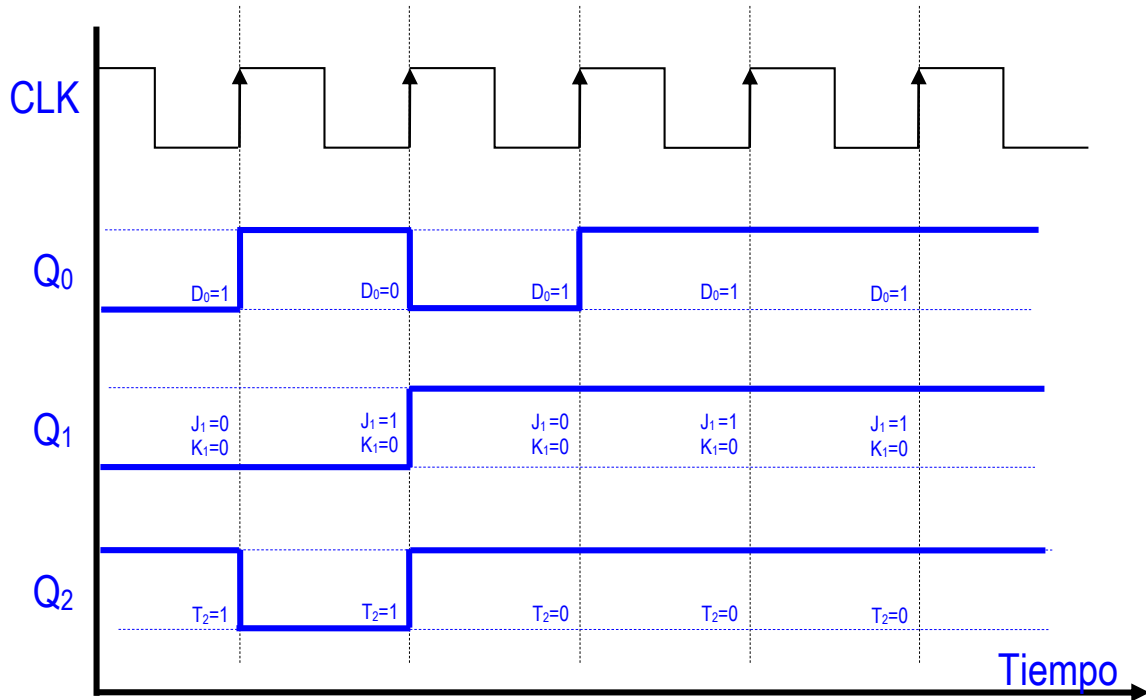 CLK
Q₀
D₀=1 D₀=0 D₀=1 D₀=1 D₀=1
Q₁
J₁=0 J₁=1 J₁=0 J₁=1 J₁=1
K₁=0 K₁=0 K₁=0 K₁=0 K₁=0
Q₂
T₂=1 T₂=1 T₂=0 T₂=0 T₂=0
Tiempo